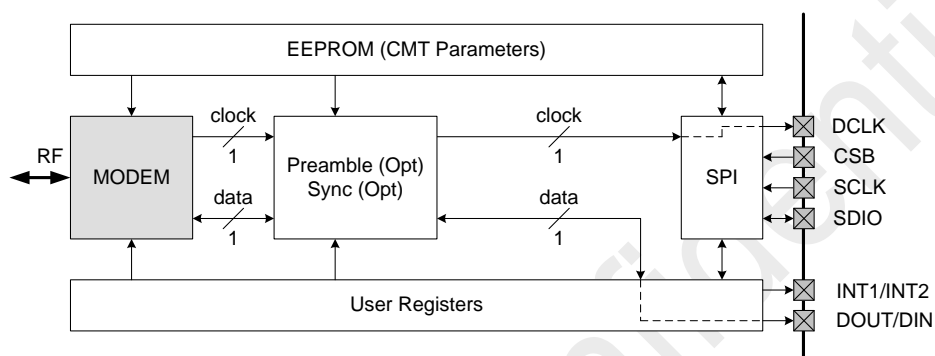 EEPROM (CMT Parameters)
clock
1
clock
1
DCLK
RF
MODEM
Preamble (Opt)
Sync (Opt)
SPI
CSB
SCLK
data
1
data
1
SDIO
User Registers
INT1/INT2
DOUT/DIN